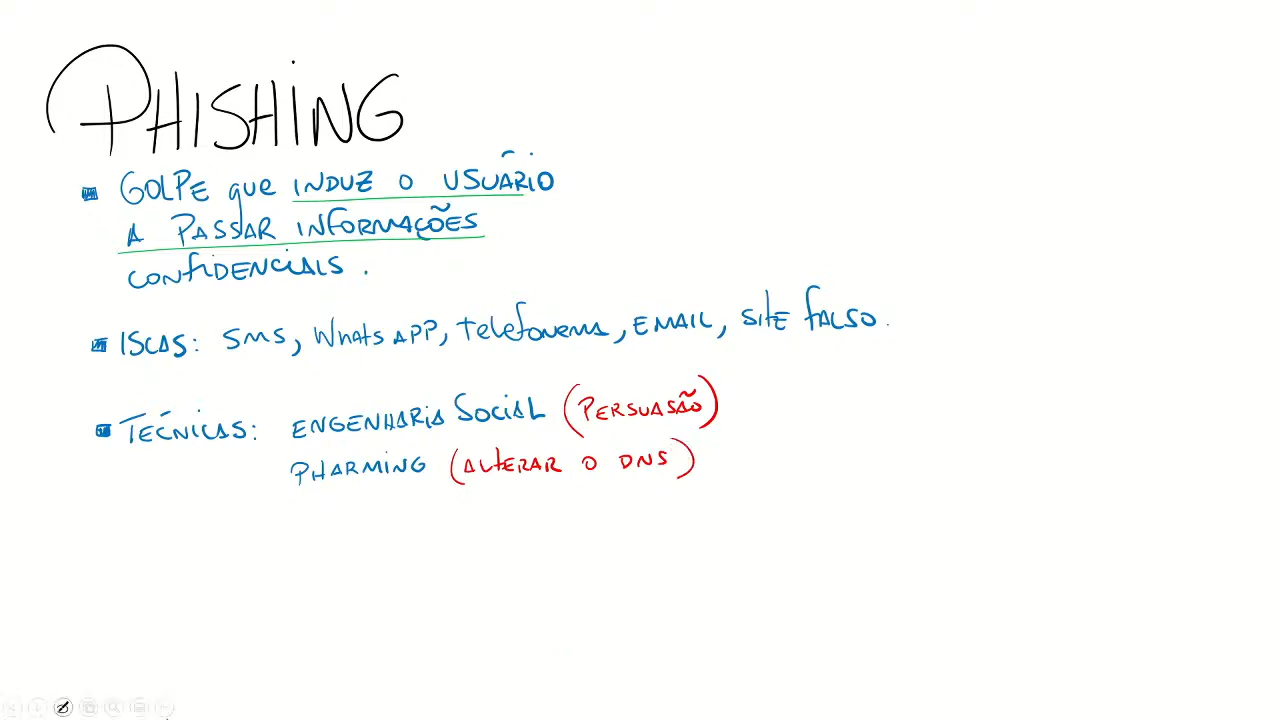 PHISHING
GOLPE que INDUZ O USUÁRIO
A PASSAR INFORMAÇÕES
CONFIDENCIAIS.
ISCAS: SMS, WHATSAPP, TELEFONEMA, EMAIL, SITE FALSO.
TÉCNICAS: ENGENHARIA SOCIAL (PERSUASÃO)
PHARMING (ALTERAR O DNS)